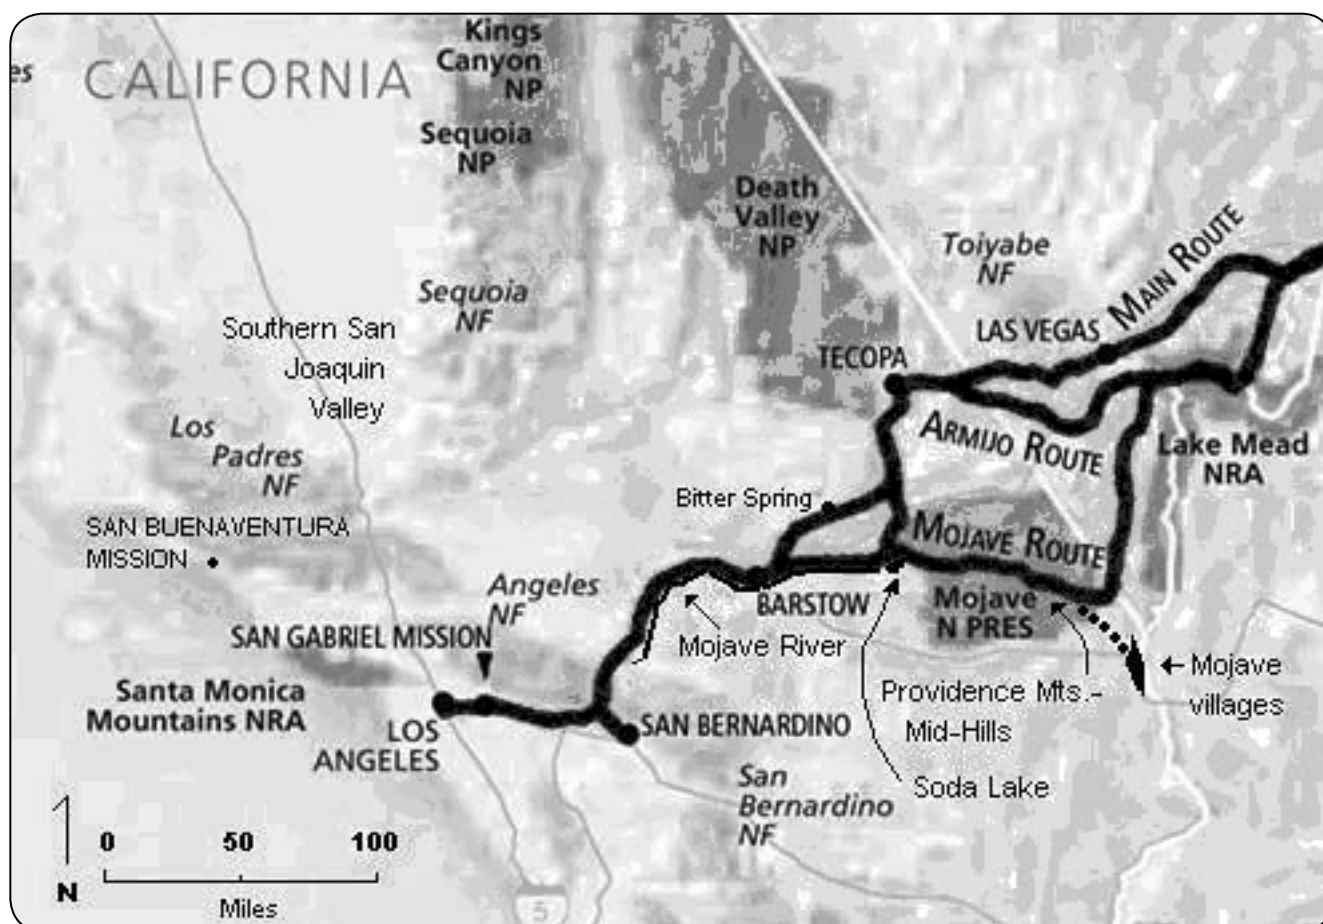 Kings
Canyon
NP
es
CALIFORNIA
Sequoia
NP
Death
Valley
NP
Toiyabe
NF
MAIN ROUTE
Sequoia
NF
Southern San
Joaquin
Valley
LAS VEGAS
TECOPA
Los
Padres
NF
ARMIJO ROUTE
Lake Mead
NRA
Bitter Spring
SAN BUENAVENTURA
MISSION
MOJAVE ROUTE
Angeles
NF
BARSTOW
Mojave
N PRES
SAN GABRIEL MISSION
Mojave River
← Mojave
villages
Santa Monica
Mountains NRA
Providence Mts.-
Mid-Hills
LOS
ANGELES
SAN BERNARDINO
Soda Lake
San
Bernardino
NF
0 50 100
Miles
N
5